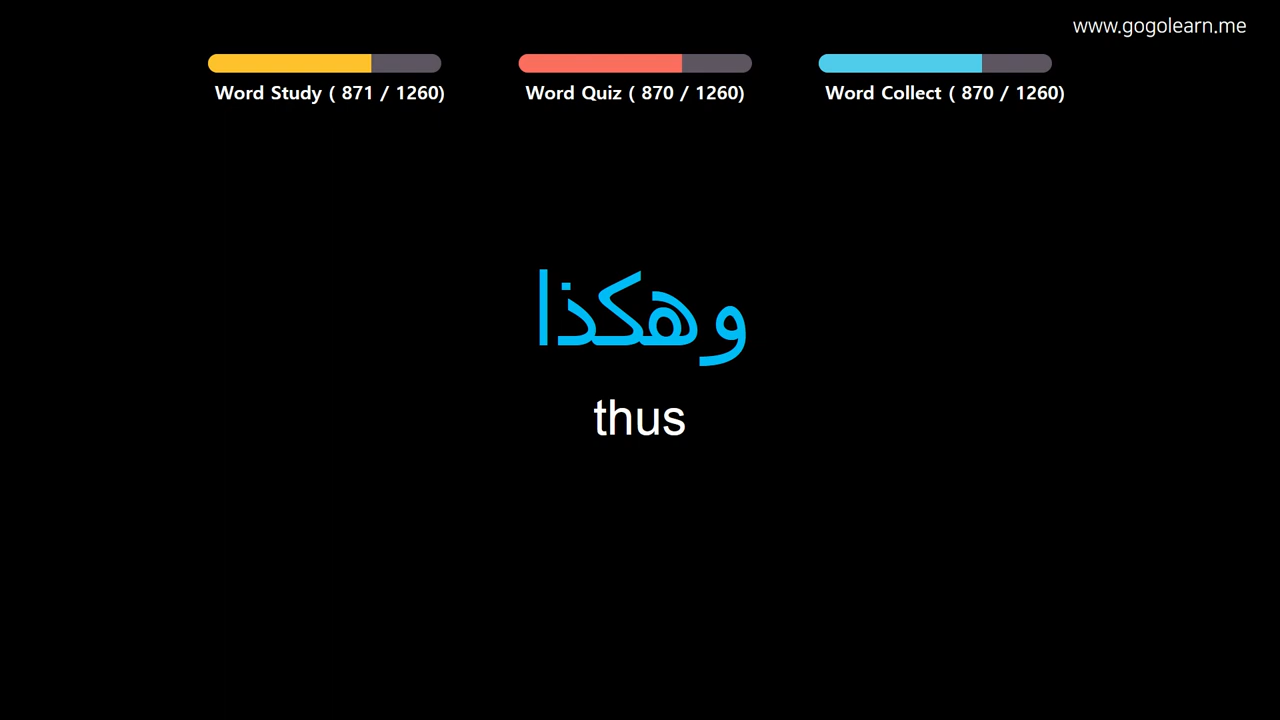 www.gogolearn.me
Word Study ( 871 / 1260)
Word Quiz ( 870 / 1260)
Word Collect ( 870 / 1260)
وهكذا
thus